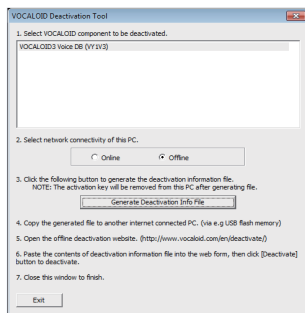 VOCALOID Deactivation Tool
1. Select VOCALOID component to be deactivated.
VOCALOID3 Voice DB (VY1V3)
2. Select network connectivity of this PC.
Online Offline
3. Click the following button to generate the deactivation information file.
NOTE: The activation key will be removed from this PC after generating file.
Generate Deactivation Info File
4. Copy the generated file to another internet connected PC. (via e.g USB flash memory)
5. Open the offline deactivation website. (http://www.vocaloid.com/en/deactivate/)
6. Paste the contents of deactivation information file into the web form, then click [Deactivate]
button to deactivate.
7. Close this window to finish.
Exit